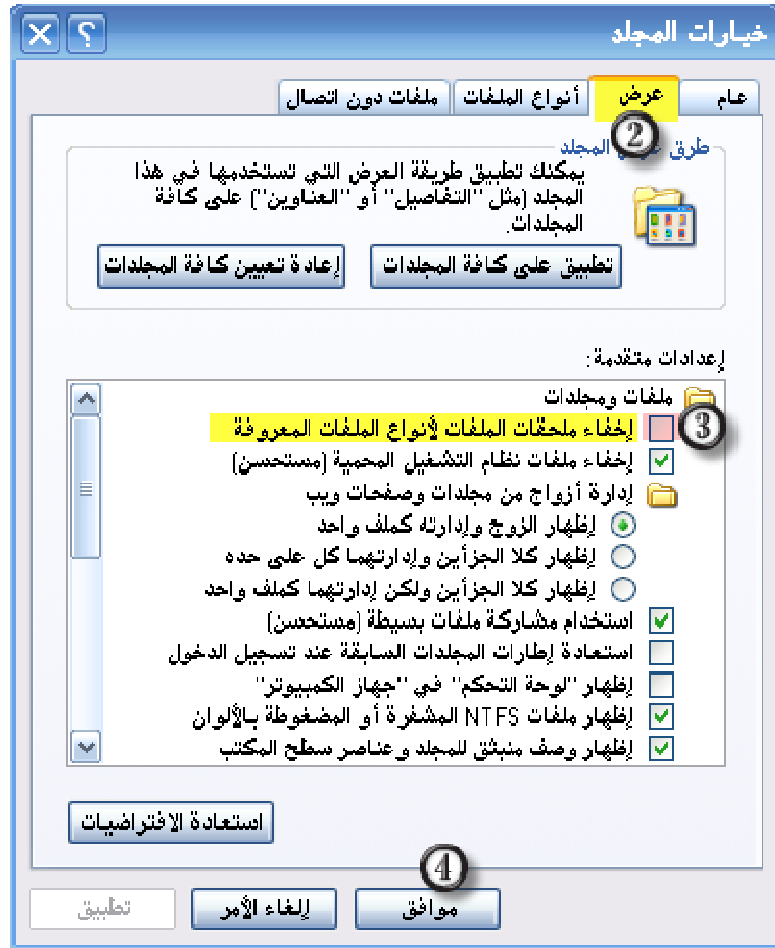 خيارات المجلد
عام
عرض
أنواع الملفات
ملفات دون اتصال
2
طرق المجلد
يمكنك تطبيق طريقة العرض التي تستخدمها في هذا
المجلد (مثل "التفاصيل" أو "العناوين") على كافة
المجلدات.
تطبيق على كافة المجلدات
إعادة تعيين كافة المجلدات
إعدادات متقدمة:
ملفات ومجلدات
إخفاء ملحقات الملفات لأنواع الملفات المعروفة
3
إخفاء ملفات نظام التشغيل المحمية (مستحسن)
إدارة أزواج من مجلدات وصفحات ويب
إظهار الزوج وإدارته كملف واحد
إظهار كلا الجزأين وإدارتهما كل على حده
إظهار كلا الجزأين ولكن إدارتهما كملف واحد
استخدام مشاركة ملفات بسيطة (مستحسن)
استعادة إطارات المجلدات السابقة عند تسجيل الدخول
إظهار "لوحة التحكم" في "جهاز الكمبيوتر"
إظهار ملفات NTFS المشفرة أو المضغوطة بالألوان
إظهار وصف منبثق للمجلد وعناصر سطح المكتب
استعادة الافتراضيات
4
موافق
إلغاء الأمر
تطبيق